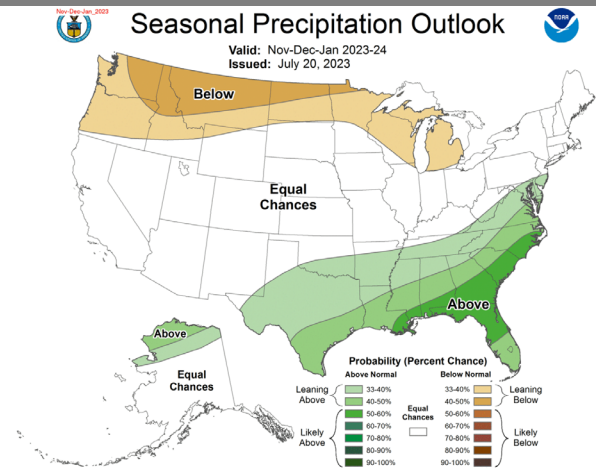 Nov-Dec-Jan_2023
Seasonal Precipitation Outlook
NOAA
Valid: Nov-Dec-Jan 2023-24
Issued: July 20, 2023
Below
Equal
Chances
Above
Above
Equal
Chances
Probability (Percent Chance)
Above Normal
Below Normal
Leaning
Above
33-40%
40-50%
Likely
Above
50-60%
60-70%
70-80%
80-90%
90-100%
Equal
Chances
33-40%
40-50%
Leaning
Below
50-60%
60-70%
70-80%
80-90%
90-100%
Likely
Below